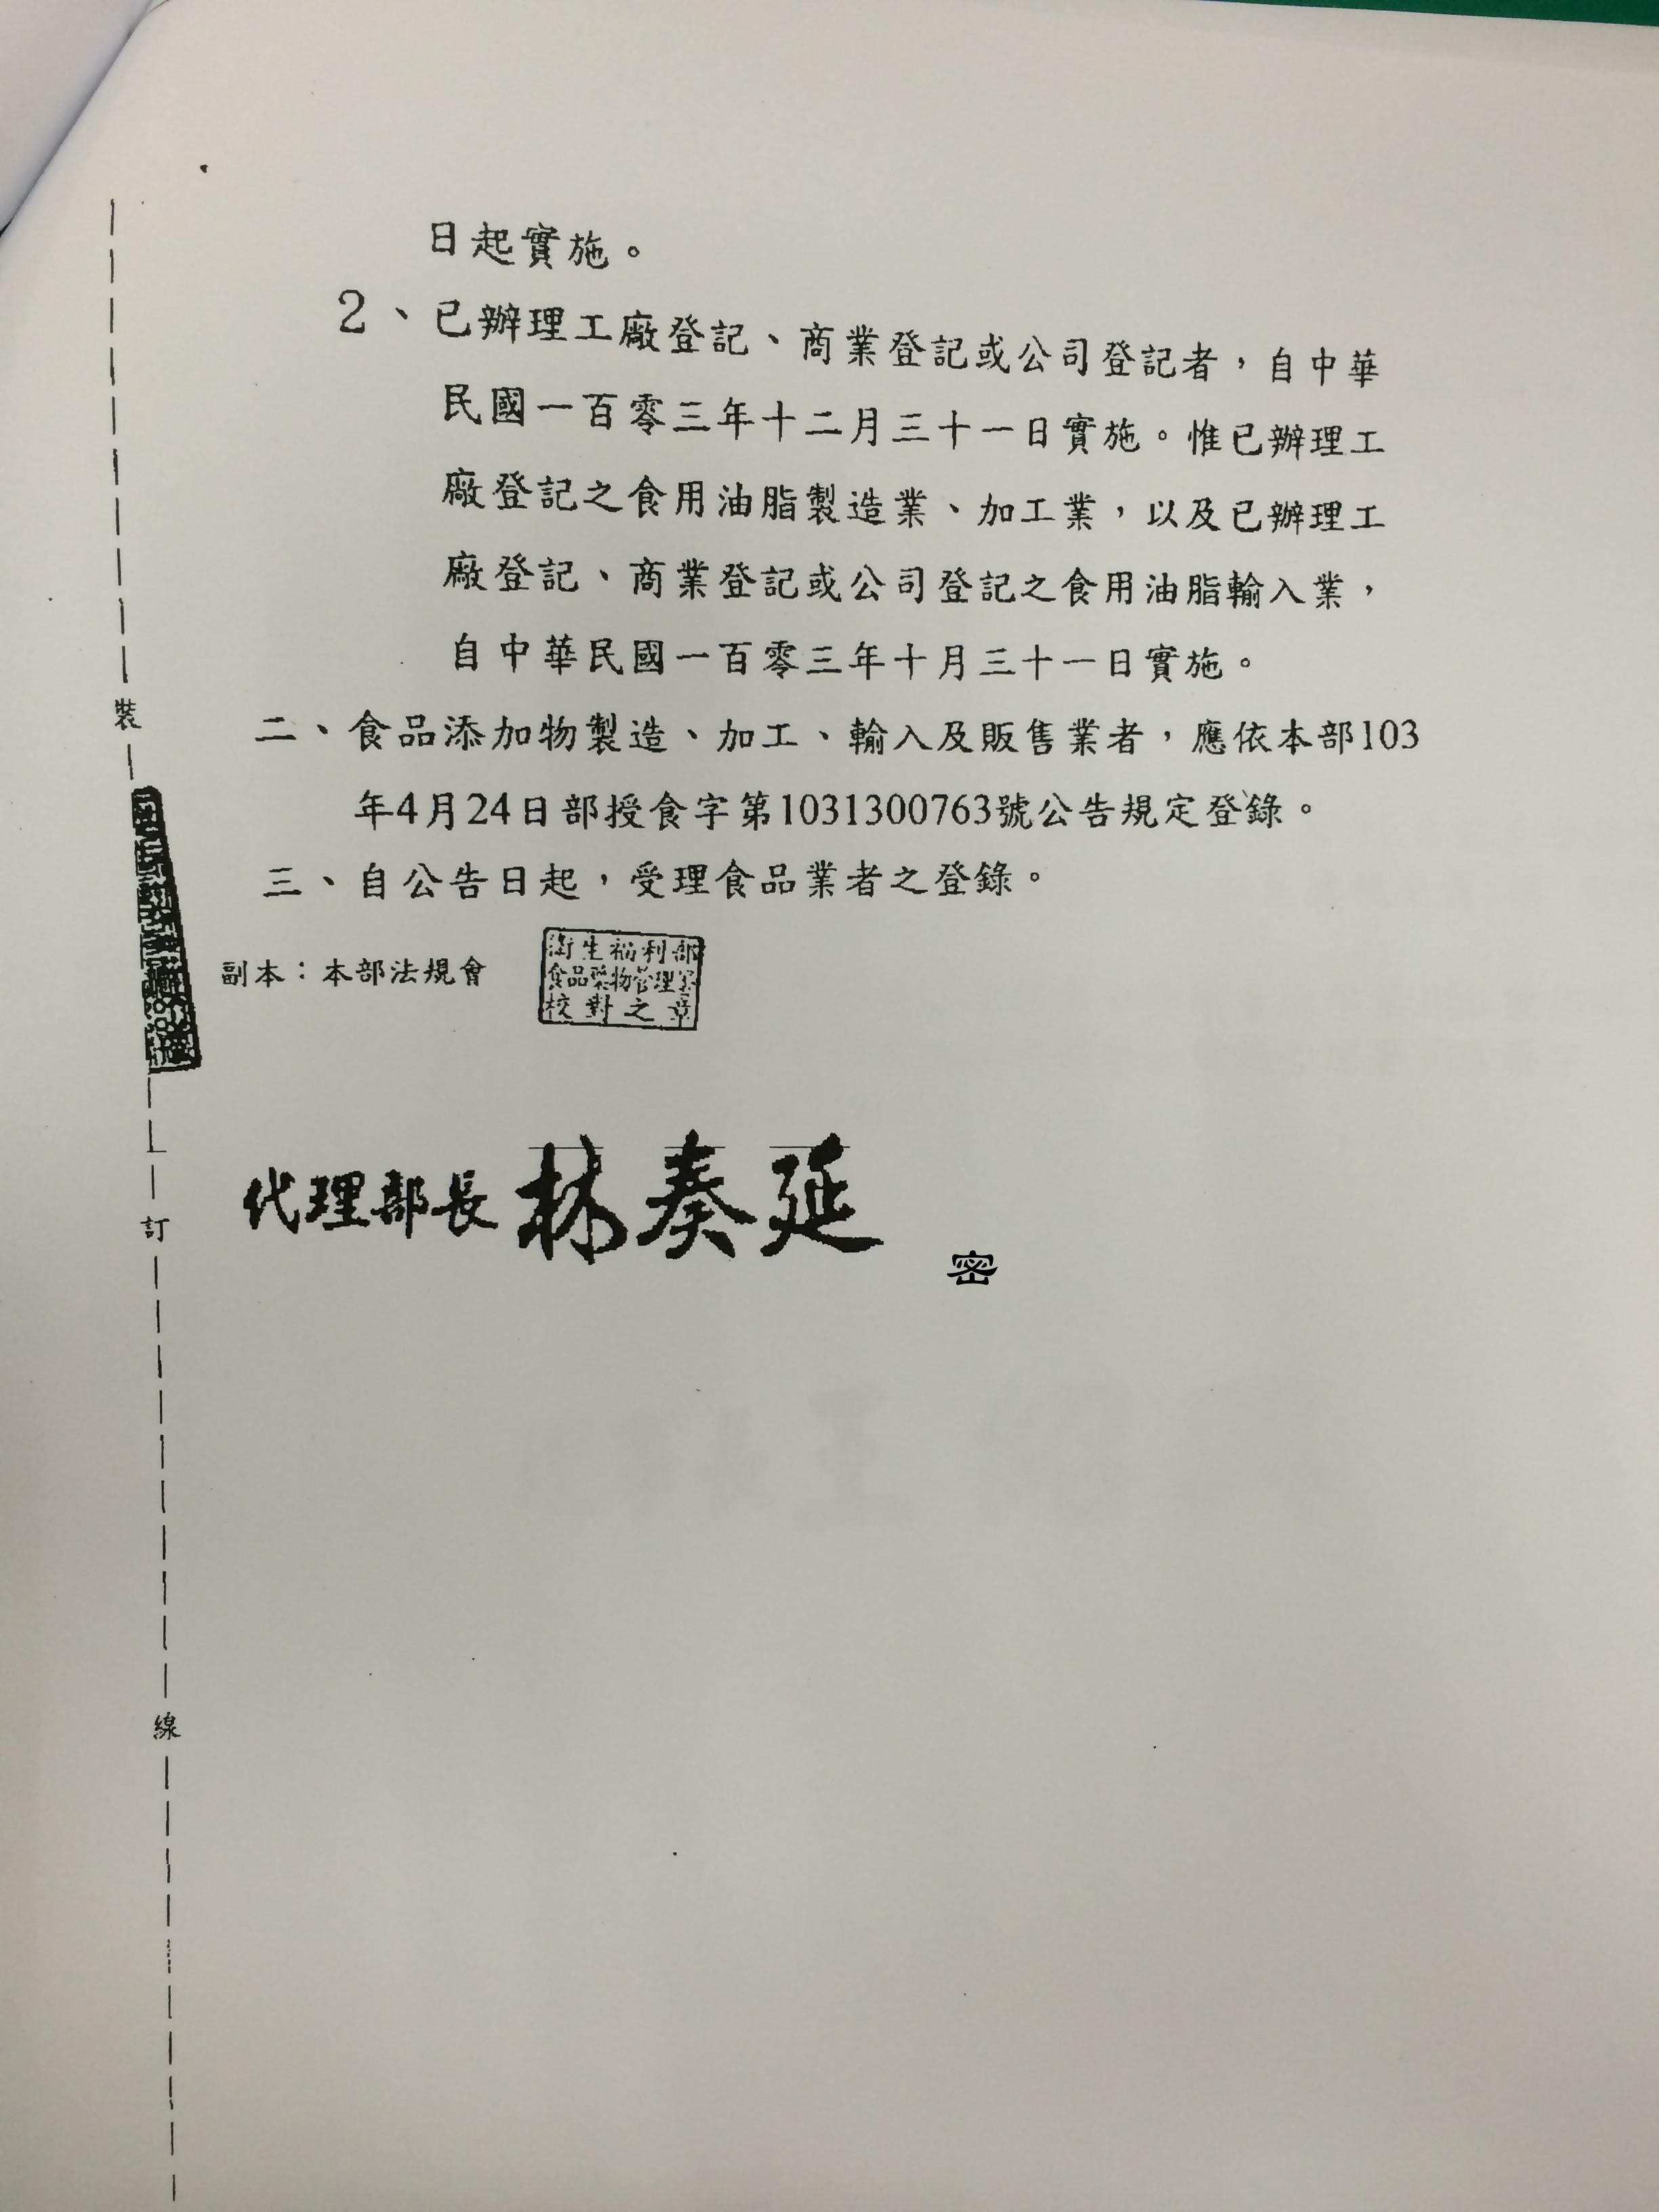 日起實施。
2、已辦理工廠登記、商業登記或公司登記者，自中華
民國一百零三年十二月三十一日實施。惟已辦理工
廠登記之食用油脂製造業、加工業，以及已辦理工
廠登記、商業登記或公司登記之食用油脂輸入業，
自中華民國一百零三年十月三十一日實施。
二、食品添加物製造、加工、輸入及販售業者，應依本部103
年4月24日部授食字第1031300763號公告規定登錄。
三、自公告日起，受理食品業者之登錄。
副本：本部法規會
衛生福利部
食品藥物管理署
校對之章
代理部長 林奏延
密
裝
訂
線